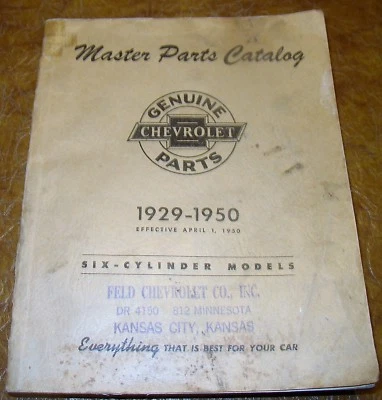 Master Parts Catalog
GENUINE
CHEVROLET
PARTS
1929-1950
EFFECTIVE APRIL 1, 1950
SIX-CYLINDER MODELS
FELD CHEVROLET CO., INC.
DR 4150 812 MINNESOTA
KANSAS CITY, KANSAS
Everything THAT IS BEST FOR YOUR CAR